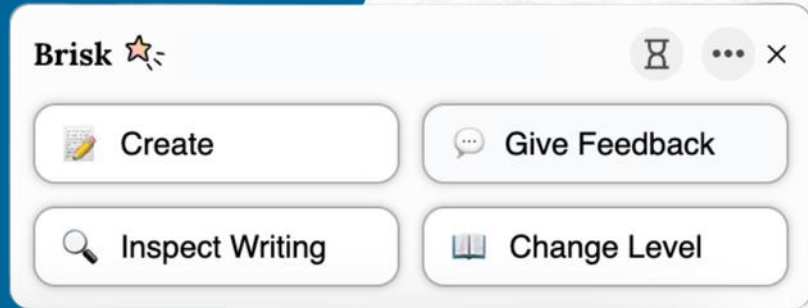 Brisk
Create
Give Feedback
Inspect Writing
Change Level